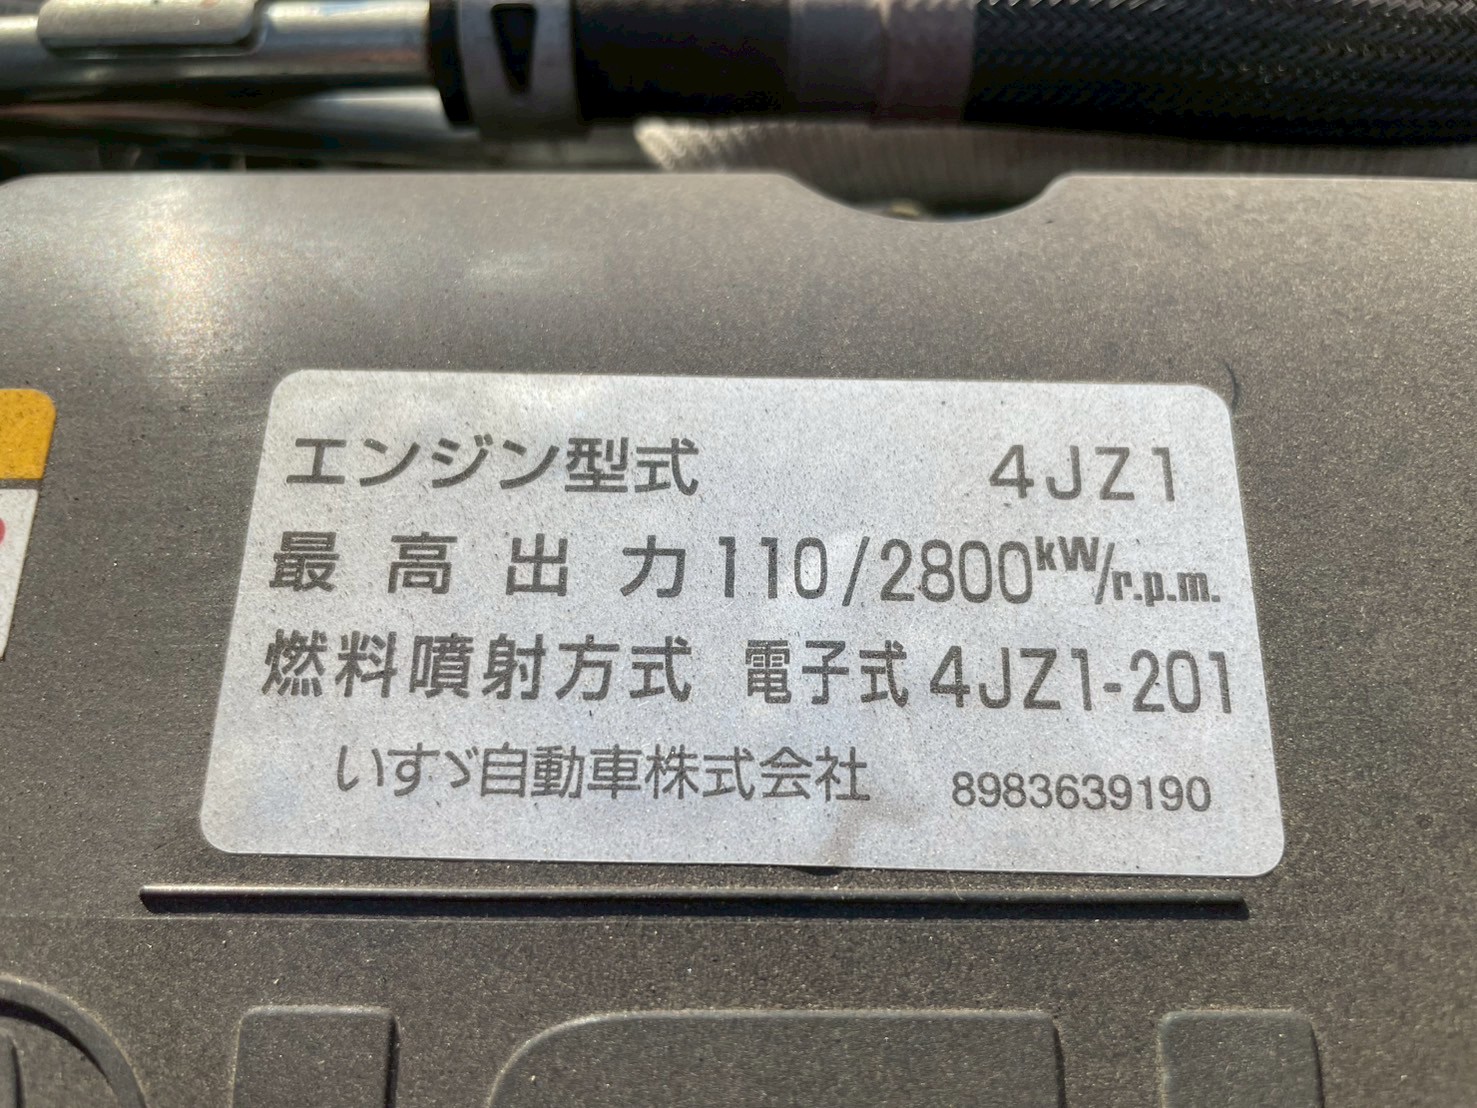 エンジン型式 4JZ1
最高出力 110/2800kW/r.p.m.
燃料噴射方式 電子式 4JZ1-201
いすゞ自動車株式会社 8983639190